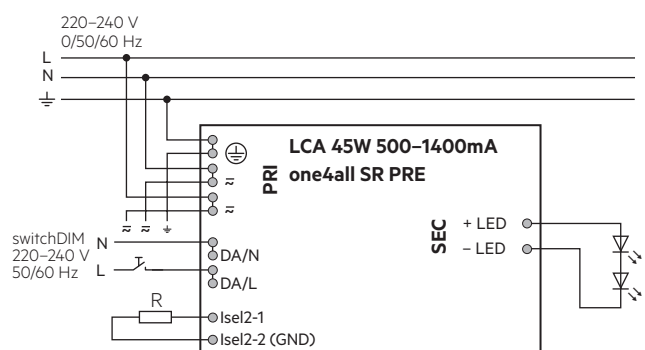 220–240 V
0/50/60 Hz
L
N
LCA 45W 500–1400mA
one4all SR PRE
PRI
SEC
+ LED
– LED
switchDIM
220–240 V
50/60 Hz
N
L
DA/N
DA/L
R
Isel2-1
Isel2-2 (GND)